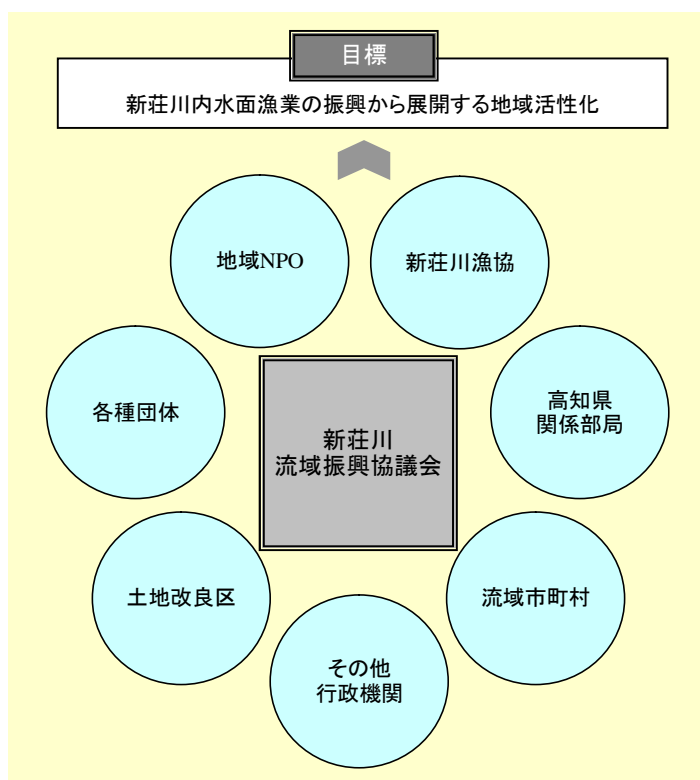 目標
新荘川内水面漁業の振興から展開する地域活性化
地域NPO
新荘川漁協
各種団体
高知県
関係部局
新荘川
流域振興協議会
土地改良区
流域市町村
その他
行政機関